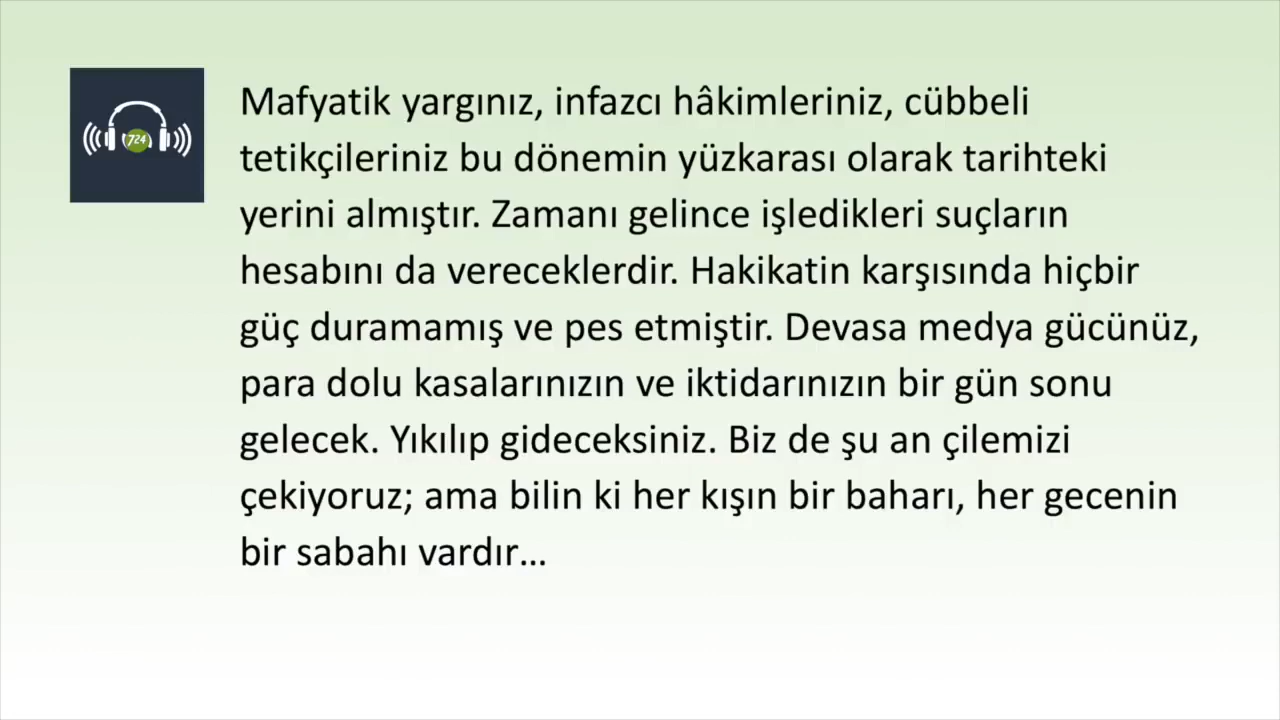 724
Mafyatik yargınız, infazcı hâkimleriniz, cübbeli
tetikçileriniz bu dönemin yüzkarası olarak tarihteki
yerini almıştır. Zamanı gelince işledikleri suçların
hesabını da vereceklerdir. Hakikatin karşısında hiçbir
güç duramamış ve pes etmiştir. Devasa medya gücünüz,
para dolu kasalarınızın ve iktidarınızın bir gün sonu
gelecek. Yıkılıp gideceksiniz. Biz de şu an çilemizi
çekiyoruz; ama bilin ki her kışın bir baharı, her gecenin
bir sabahı vardır...